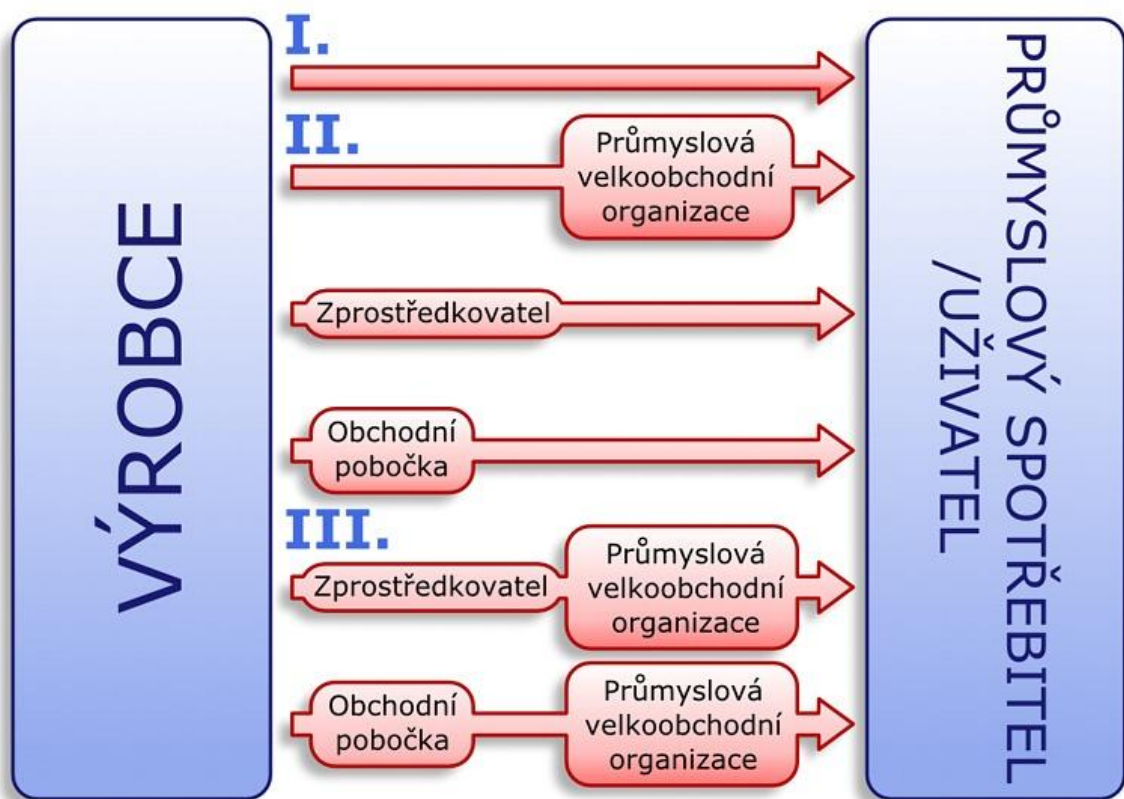 VÝROBCE
I.
II.
Průmyslová
velkoobchodní
organizace
Zprostředkovatel
Obchodní
pobočka
III.
Zprostředkovatel
Průmyslová
velkoobchodní
organizace
Obchodní
pobočka
Průmyslová
velkoobchodní
organizace
PRŮMYSLOVÝ SPOTŘEBITEL
/UŽIVATEL